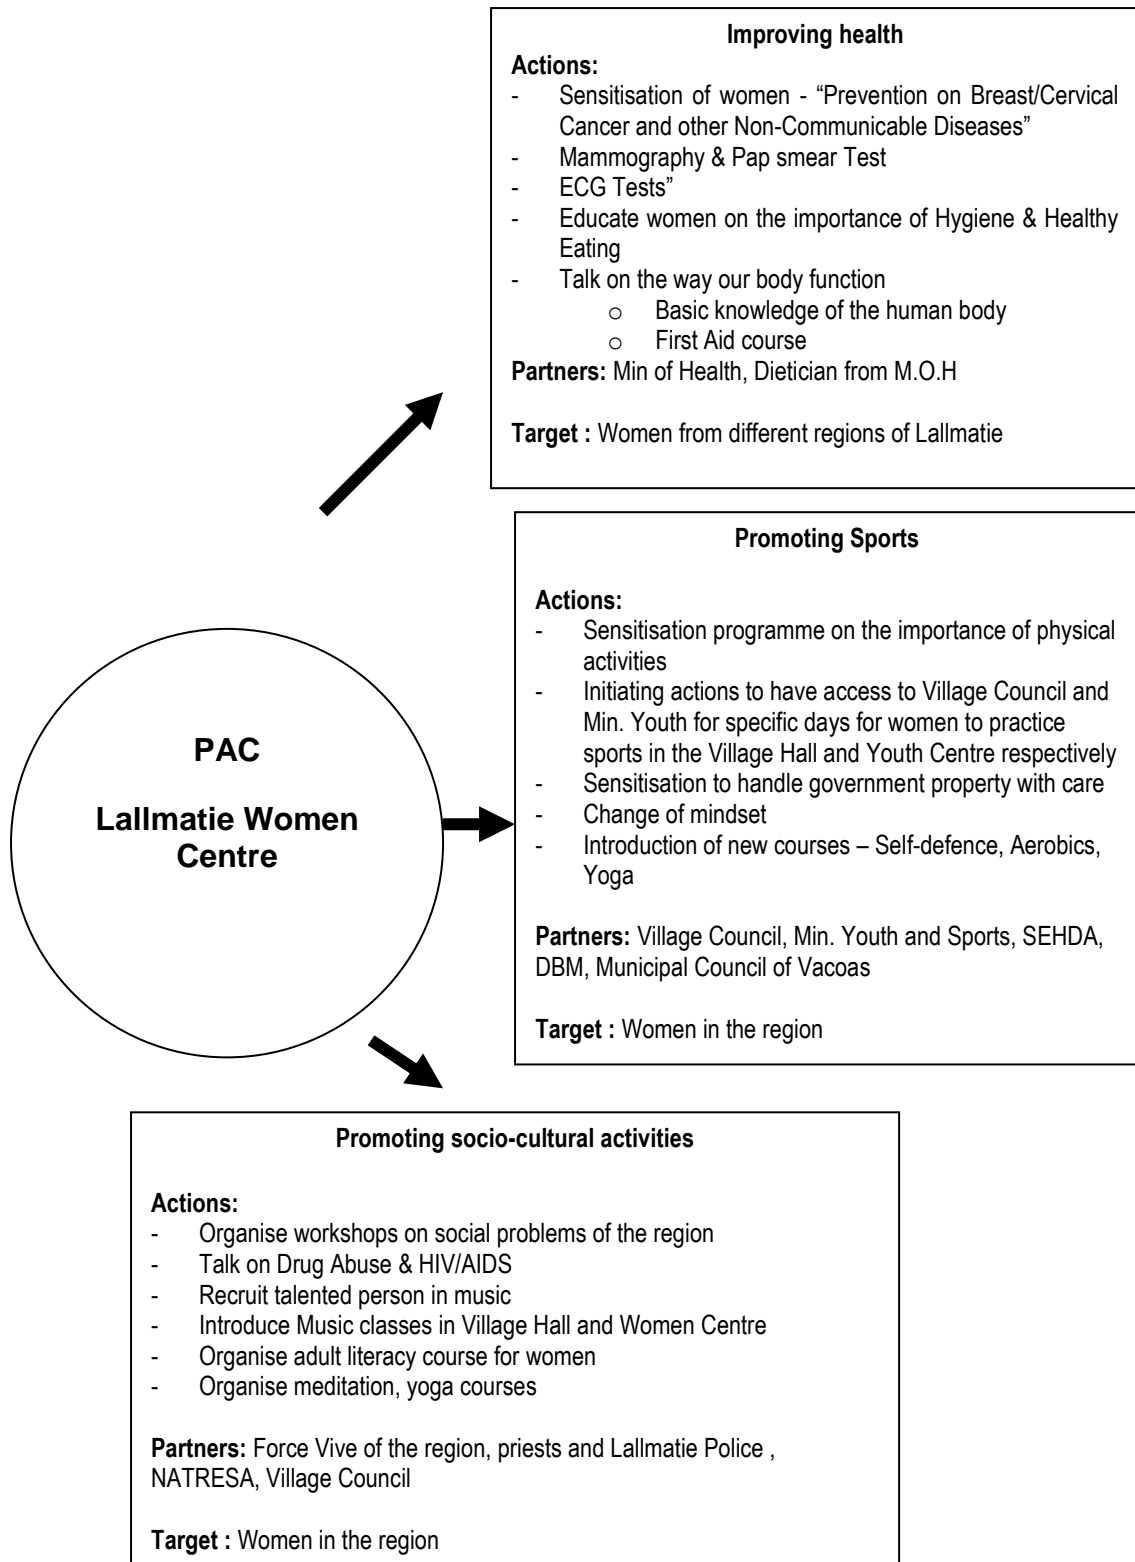 Improving health
Actions:
- Sensitisation of women - “Prevention on Breast/Cervical
Cancer and other Non-Communicable Diseases”
- Mammography & Pap smear Test
- ECG Tests”
- Educate women on the importance of Hygiene & Healthy
Eating
- Talk on the way our body function
o Basic knowledge of the human body
o First Aid course
Partners: Min of Health, Dietician from M.O.H
Target : Women from different regions of Lallmatie
Promoting Sports
Actions:
- Sensitisation programme on the importance of physical
activities
- Initiating actions to have access to Village Council and
Min. Youth for specific days for women to practice
sports in the Village Hall and Youth Centre respectively
- Sensitisation to handle government property with care
- Change of mindset
- Introduction of new courses – Self-defence, Aerobics,
Yoga
Partners: Village Council, Min. Youth and Sports, SEHDA,
DBM, Municipal Council of Vacoas
Target : Women in the region
PAC
Lallmatie Women
Centre
Promoting socio-cultural activities
Actions:
- Organise workshops on social problems of the region
- Talk on Drug Abuse & HIV/AIDS
- Recruit talented person in music
- Introduce Music classes in Village Hall and Women Centre
- Organise adult literacy course for women
- Organise meditation, yoga courses
Partners: Force Vive of the region, priests and Lallmatie Police ,
NATRESA, Village Council
Target : Women in the region